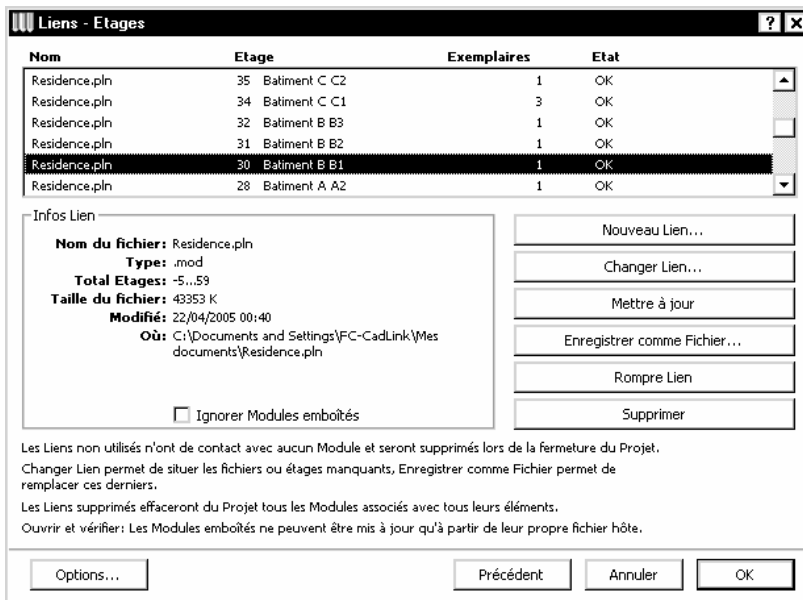 Liens - Etages
? X
Nom Etage Exemplaires Etat
Residence.pln 35 Batiment C C2 1 OK
Residence.pln 34 Batiment C C1 3 OK
Residence.pln 32 Batiment B B3 1 OK
Residence.pln 31 Batiment B B2 1 OK
Residence.pln 30 Batiment B B1 1 OK
Residence.pln 28 Batiment A A2 1 OK
Infos Lien
Nom du fichier: Residence.pln
Type: .mod
Total Etages: -5...59
Taille du fichier: 43353 K
Modifié: 22/04/2005 00:40
Où: C:\Documents and Settings\FC-CadLink\Mes
documents\Residence.pln
Ignorer Modules emboîtés
Nouveau Lien...
Changer Lien...
Mettre à jour
Enregistrer comme Fichier...
Rompre Lien
Supprimer
Les Liens non utilisés n'ont de contact avec aucun Module et seront supprimés lors de la fermeture du Projet.
Changer Lien permet de situer les fichiers ou étages manquants, Enregistrer comme Fichier permet de
remplacer ces derniers.
Les Liens supprimés effaceront du Projet tous les Modules associés avec tous leurs éléments.
Ouvrir et vérifier: Les Modules emboîtés ne peuvent être mis à jour qu'à partir de leur propre fichier hôte.
Options... Précédent Annuler OK